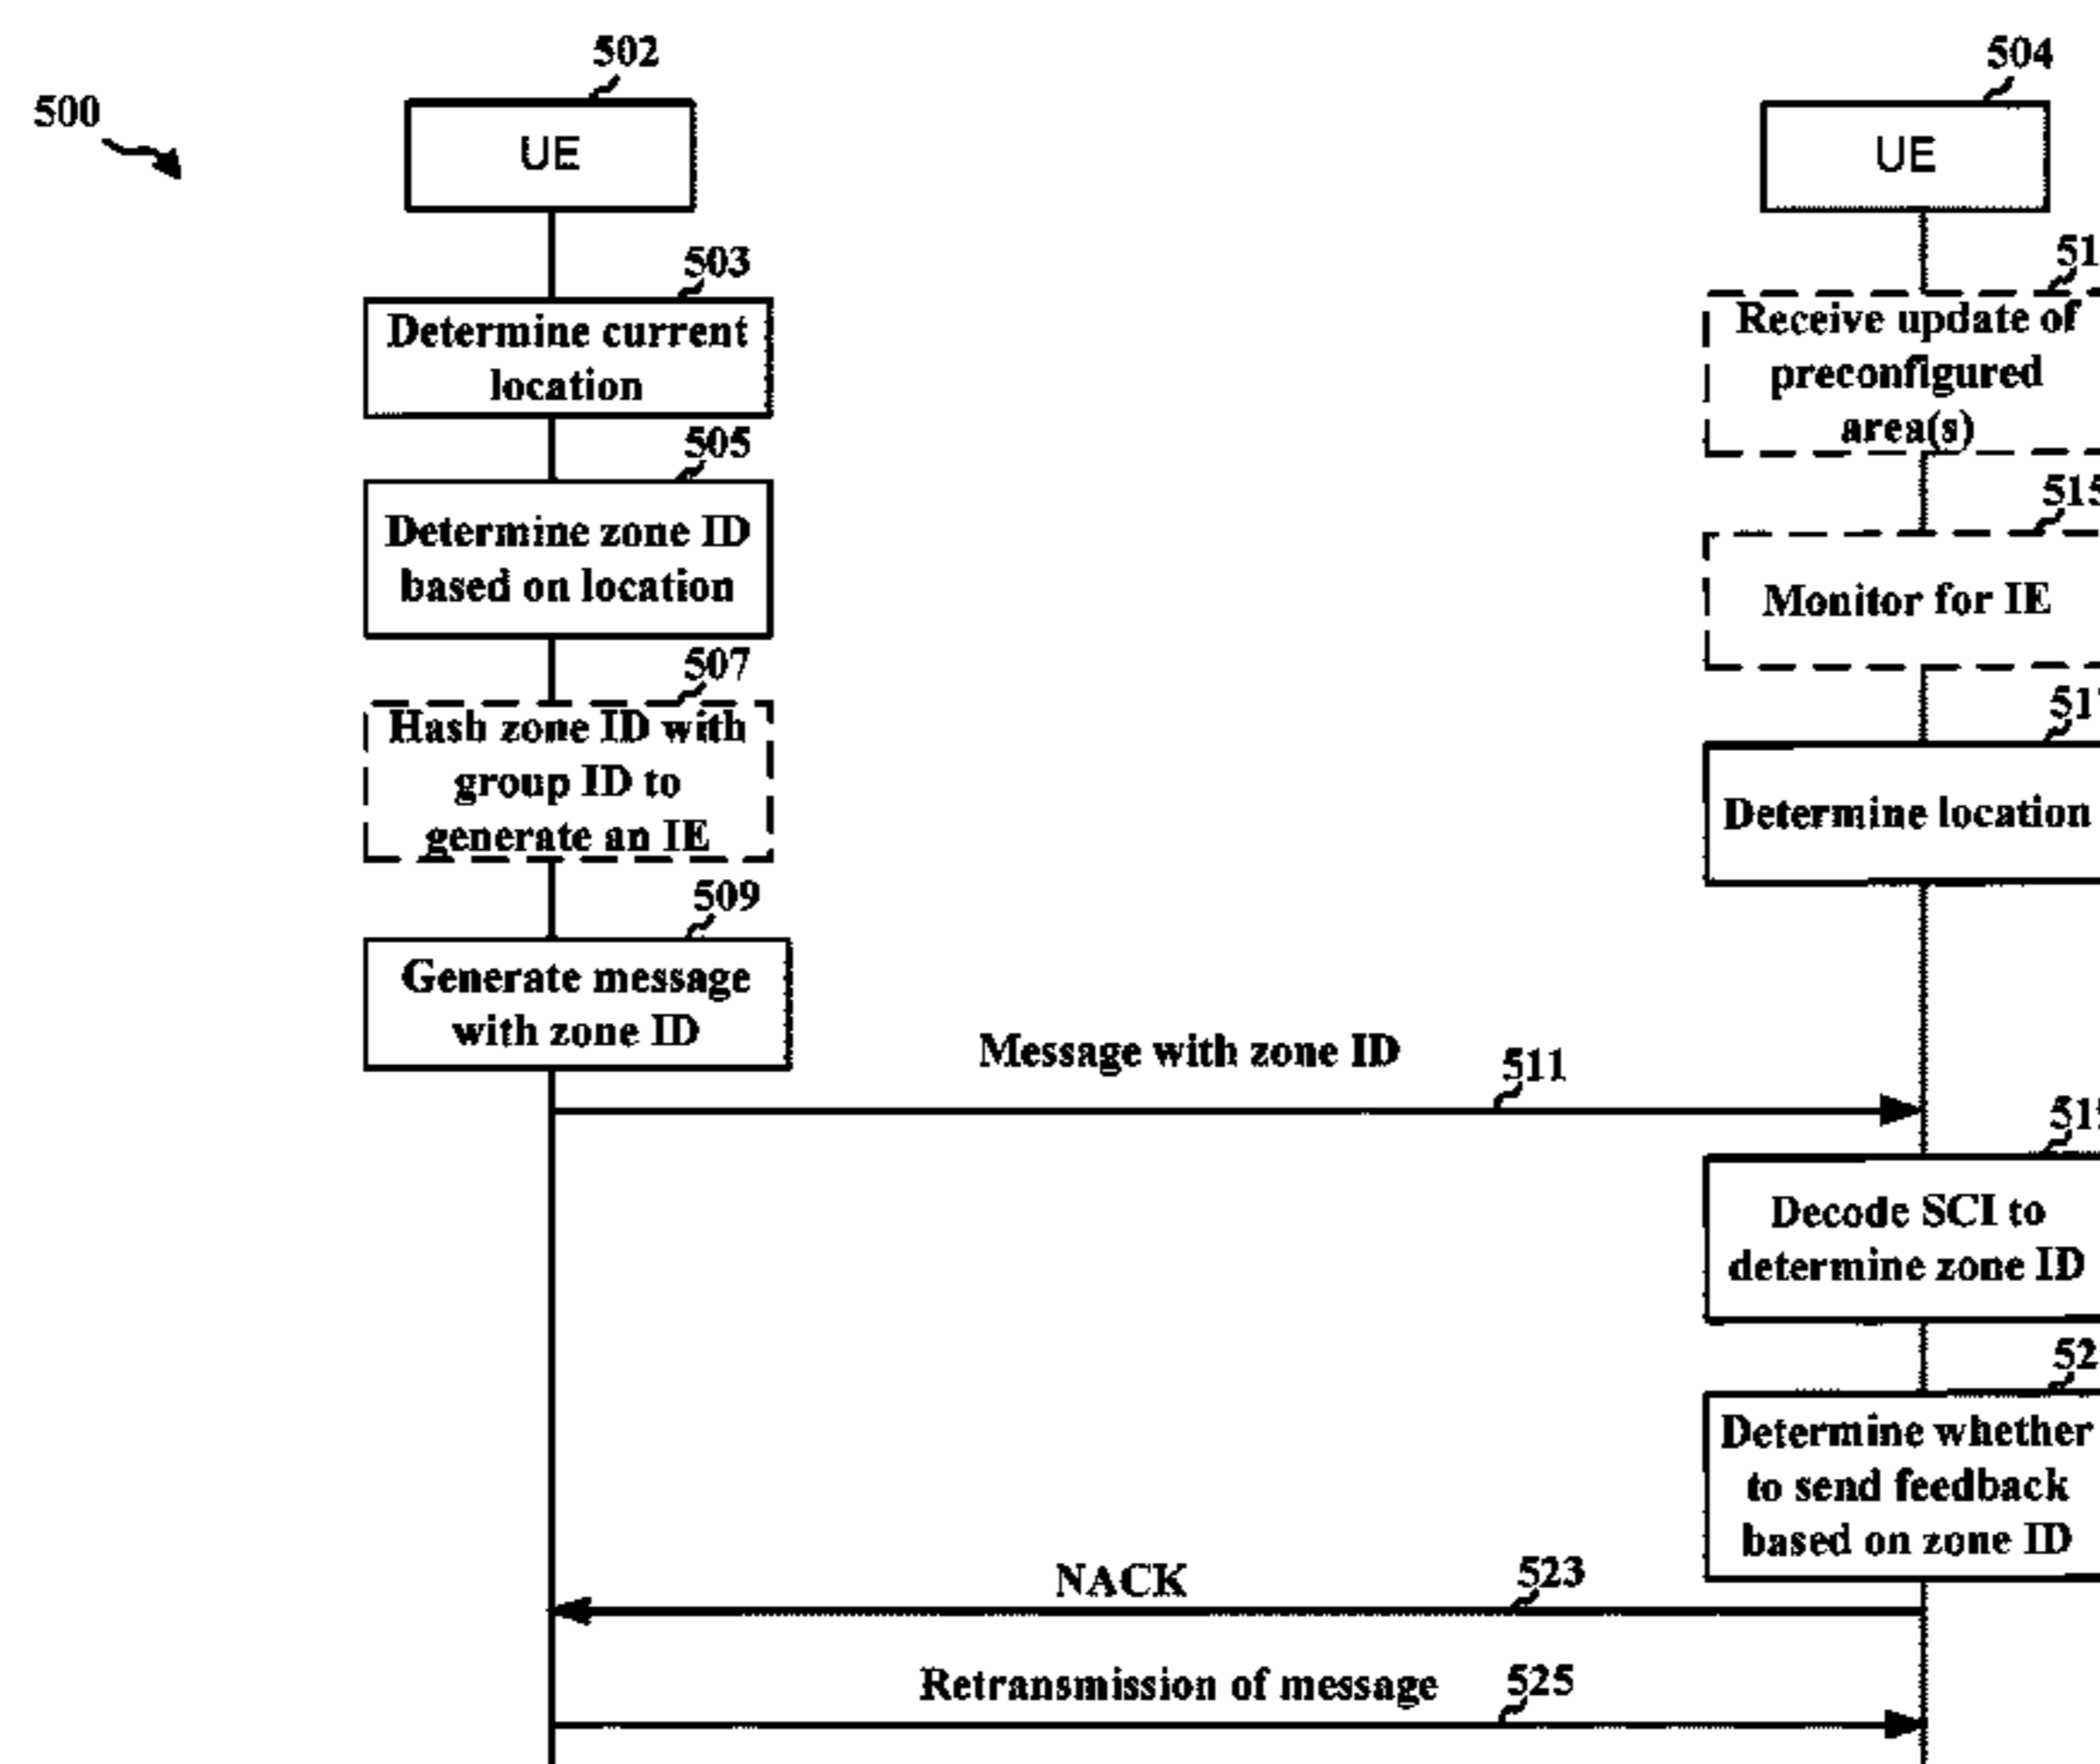 500
502
UE
503
Determine current
location
505
Determine zone ID
based on location
507
Hash zone ID with
group ID to
generate an IE
509
Generate message
with zone ID
Message with zone ID
511
504
UE
Receive update of
preconfigured
area(s)
515
Monitor for IE
Determine location
Decode SCI to
determine zone ID
Determine whether
to send feedback
based on zone ID
NACK
523
Retransmission of message
525